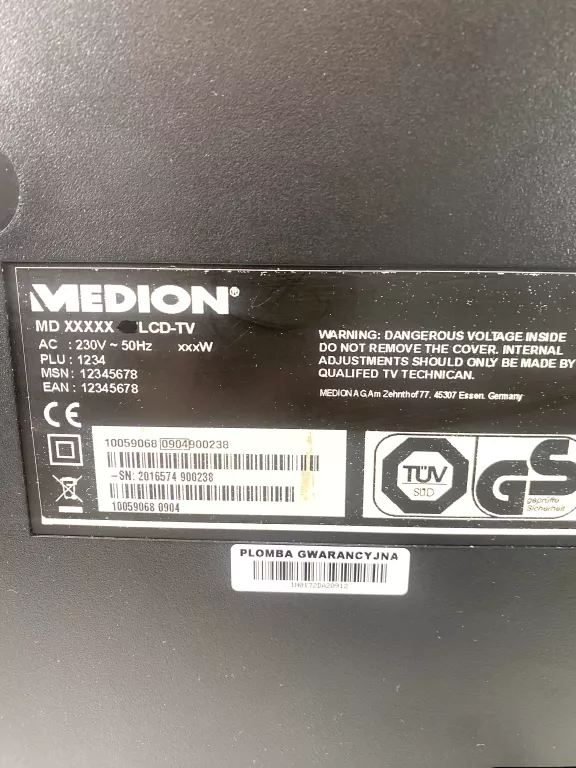 MEDION®
MD XXXXX LCD-TV
AC : 230V ~ 50Hz xxxW
PLU : 1234
MSN : 12345678
EAN : 12345678
WARNING: DANGEROUS VOLTAGE INSIDE
DO NOT REMOVE THE COVER. INTERNAL
ADJUSTMENTS SHOULD ONLY BE MADE BY
QUALIFED TV TECHNICAN.
MEDION AG,Am Zehnthof 77, 45307 Essen. Germany
CE
10059068 0904 900238
SN: 2016574 900238
10059068 0904
TÜV
SÜD
GS
geprüfte
Sicherheit
PLOMBA GWARANCYJNA